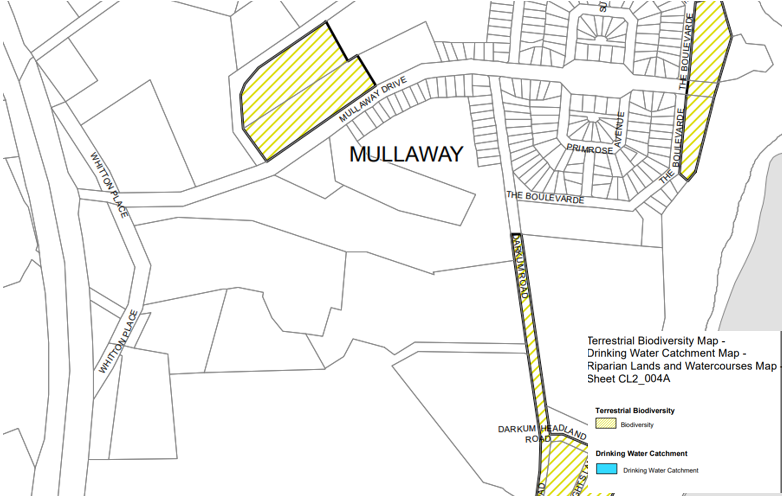 SU
THE BOULEVARDE
MULLAWAY DRIVE
MULLAWAY
AVENUE
PRIMROSE
THE BOULEVARDE
THE
BOULEVARDE
WHITTON PLACE
DARKUM ROAD
WHITTON PLACE
Terrestrial Biodiversity Map -
Drinking Water Catchment Map -
Riparian Lands and Watercourses Map -
Sheet CL2_004A
Terrestrial Biodiversity
Biodiversity
DARKUM HEADLAND
ROAD
Drinking Water Catchment
Drinking Water Catchment